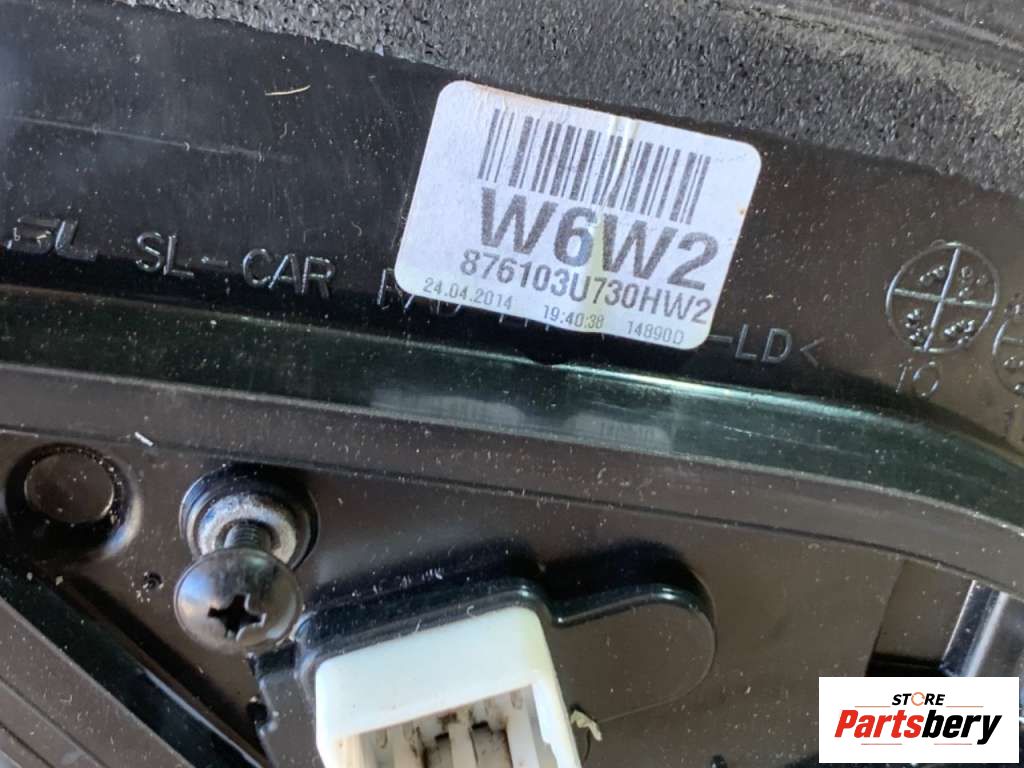 W6W2
876103U730HW2
24.04.2014 19:40:38 14890D
SL-CAR -LD<
10
STORE
Partsbery